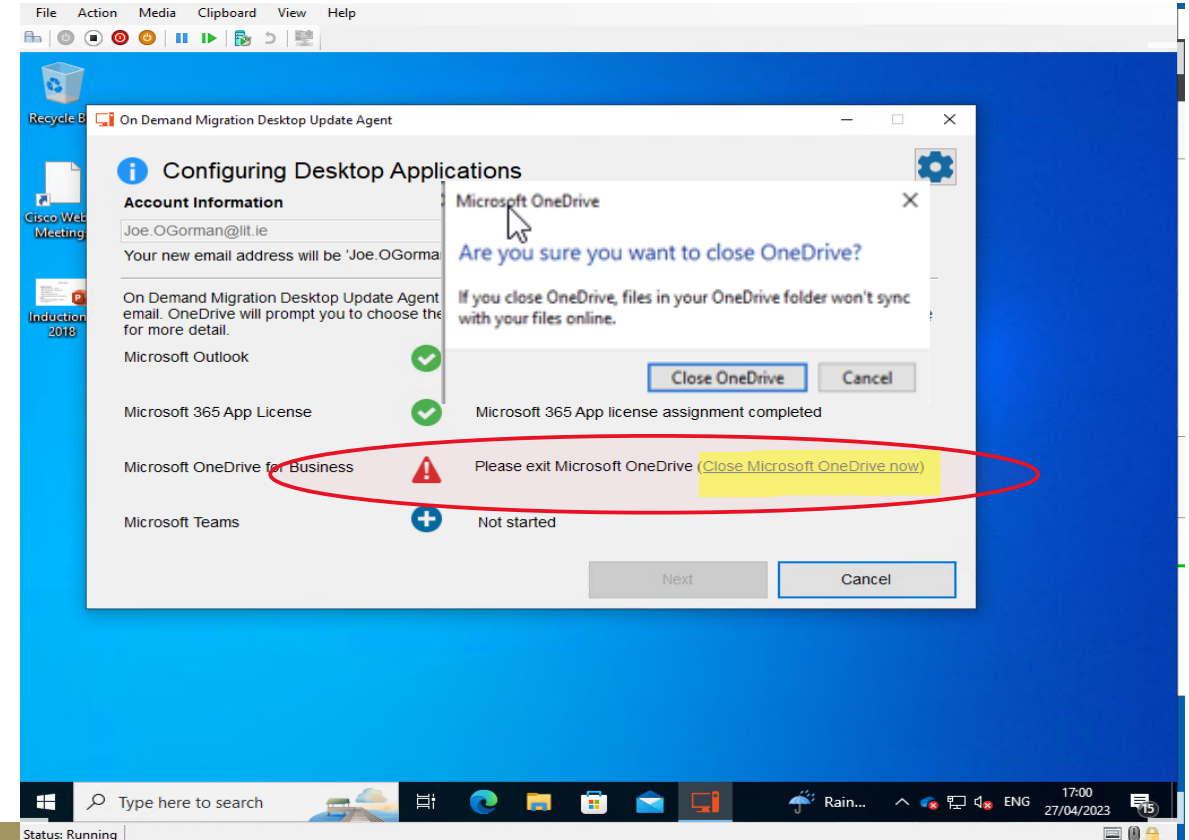 File Action Media Clipboard View Help
Recycle B
On Demand Migration Desktop Update Agent
Configuring Desktop Applications
Account Information
Microsoft OneDrive
Cisco Web
Meeting
Joe.OGorman@lit.ie
Your new email address will be 'Joe.OGorma
Are you sure you want to close OneDrive?
If you close OneDrive, files in your OneDrive folder won't sync
with your files online.
On Demand Migration Desktop Update Agent
email. OneDrive will prompt you to choose the
for more detail.
Induction
2018
Close OneDrive Cancel
Microsoft Outlook
Microsoft 365 App License Microsoft 365 App license assignment completed
Microsoft OneDrive for Business Please exit Microsoft OneDrive (Close Microsoft OneDrive now)
Microsoft Teams Not started
Next Cancel
Type here to search Rain... ENG 17:00
27/04/2023 15
Status: Running